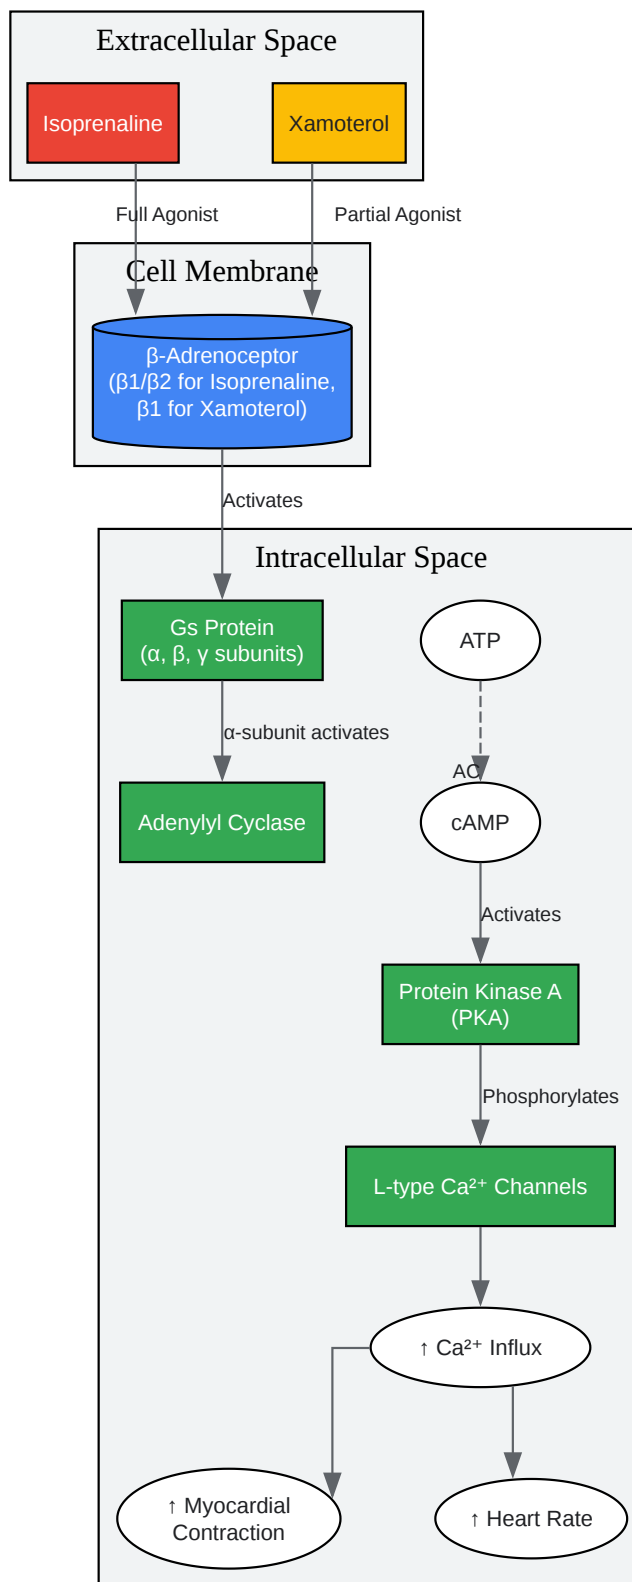 Extracellular Space
Isoprenaline
Xamoterol
Full Agonist
Partial Agonist
Cell Membrane
β-Adrenoceptor
(β1/β2 for Isoprenaline,
β1 for Xamoterol)
Activates
Intracellular Space
Gs Protein
(α, β, γ subunits)
ATP
α-subunit activates
AC
Adenylyl Cyclase
cAMP
Activates
Protein Kinase A
(PKA)
Phosphorylates
L-type Ca²⁺ Channels
↑ Ca²⁺ Influx
↑ Myocardial
Contraction
↑ Heart Rate